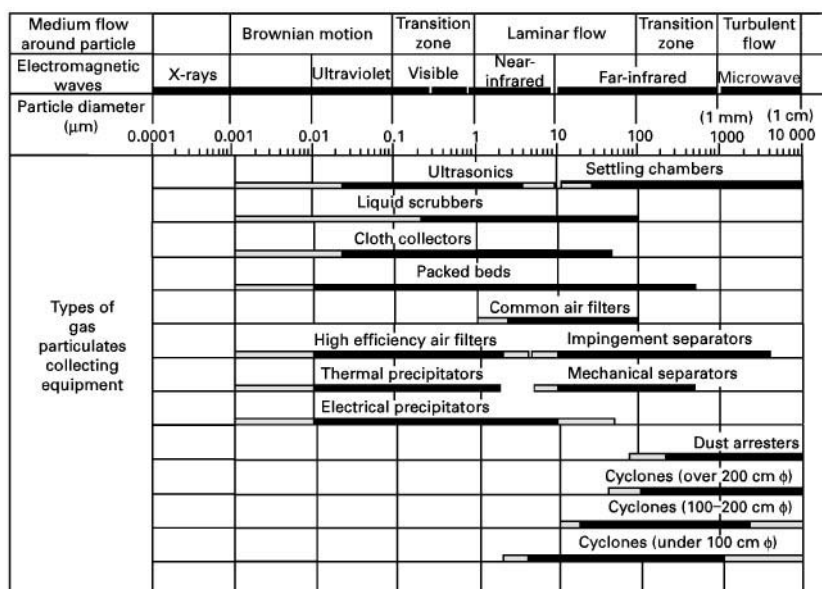 Medium flow around particle
Brownian motion
Transition zone
Laminar flow
Transition zone
Turbulent flow
Electromagnetic waves
X-rays
Ultraviolet
Visible
Near-infrared
Far-infrared
Microwave
Particle diameter (μm)
(1 mm) (1 cm)
0.0001 0.001 0.01 0.1 1 10 100 1000 10 000
Types of gas particulates collecting equipment
Ultrasonics
Settling chambers
Liquid scrubbers
Cloth collectors
Packed beds
Common air filters
High efficiency air filters
Impingement separators
Thermal precipitators
Mechanical separators
Electrical precipitators
Dust arresters
Cyclones (over 200 cm ϕ)
Cyclones (100–200 cm ϕ)
Cyclones (under 100 cm ϕ)